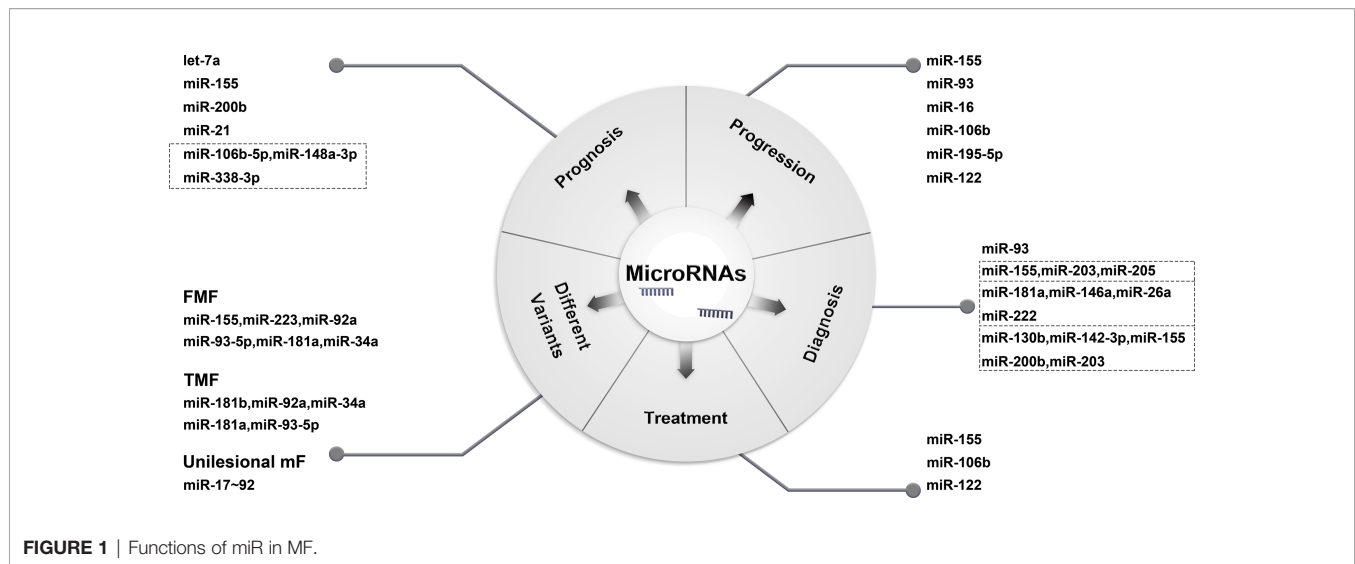 let-7a
miR-155
miR-200b
miR-21
miR-106b-5p,miR-148a-3p
miR-338-3p
FMF
miR-155,miR-223,miR-92a
miR-93-5p,miR-181a,miR-34a
TMF
miR-181b,miR-92a,miR-34a
miR-181a,miR-93-5p
Unilesional mF
miR-17~92
Prognosis
Progression
MicroRNAs
Different
Variants
Diagnosis
Treatment
miR-155
miR-93
miR-16
miR-106b
miR-195-5p
miR-122
miR-93
miR-155,miR-203,miR-205
miR-181a,miR-146a,miR-26a
miR-222
miR-130b,miR-142-3p,miR-155
miR-200b,miR-203
miR-155
miR-106b
miR-122
FIGURE 1 | Functions of miR in MF.